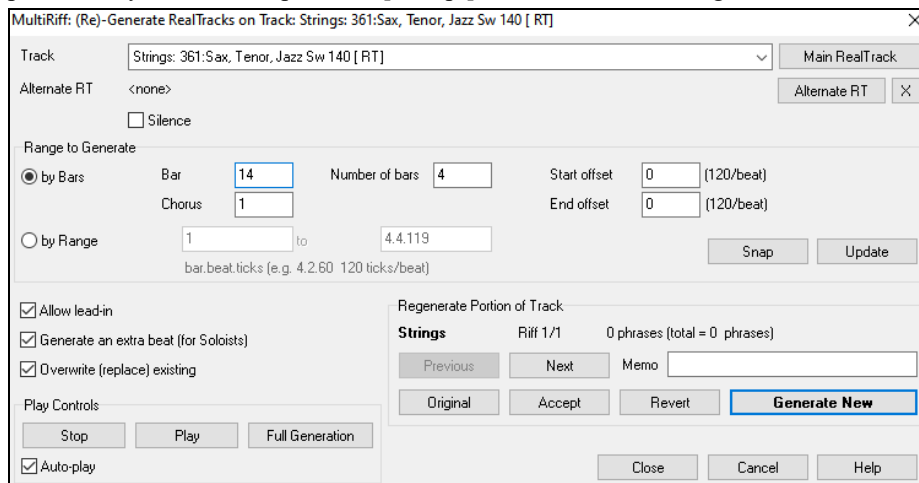 MultiRiff: (Re)-Generate RealTracks on Track: Strings: 361:Sax, Tenor, Jazz Sw 140 [ RT]
Track Strings: 361:Sax, Tenor, Jazz Sw 140 [ RT] Main RealTrack
Alternate RT <none> Alternate RT X
Silence
Range to Generate
by Bars Bar 14 Number of bars 4 Start offset 0 (120/beat)
Chorus 1 End offset 0 (120/beat)
by Range 1 to 4.4.119 Snap Update
bar.beat.ticks (e.g. 4.2.60 120 ticks/beat)
Allow lead-in
Generate an extra beat (for Soloists)
Overwrite (replace) existing
Regenerate Portion of Track
Strings Riff 1/1 0 phrases (total = 0 phrases)
Previous Next Memo
Original Accept Revert Generate New
Play Controls
Stop Play Full Generation
Auto-play
Close Cancel Help